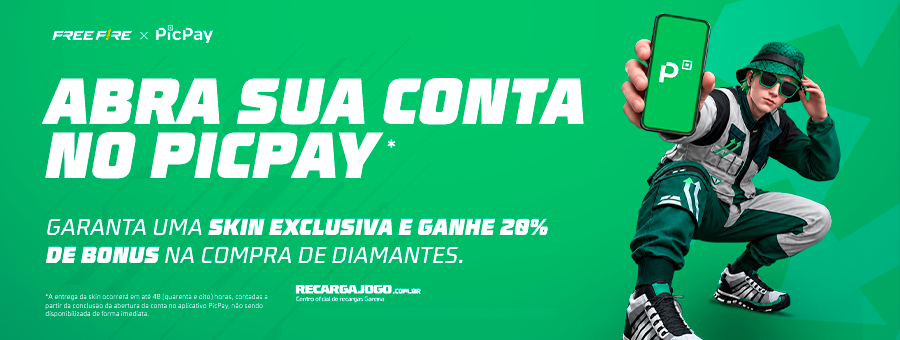 FREE FIRE x PicPay
ABRA SUA CONTA
NO PICPAY*
GARANTA UMA SKIN EXCLUSIVA E GANHE 20%
DE BONUS NA COMPRA DE DIAMANTES.
*A entrega da skin ocorrerá em até 48 (quarenta e oito) horas, contadas a
partir da conclusão da abertura da conta no aplicativo PicPay, não sendo
disponibilizada de forma imediata.
RECARGAJOGO.COM.BR
Centro oficial de recargas Garena
P